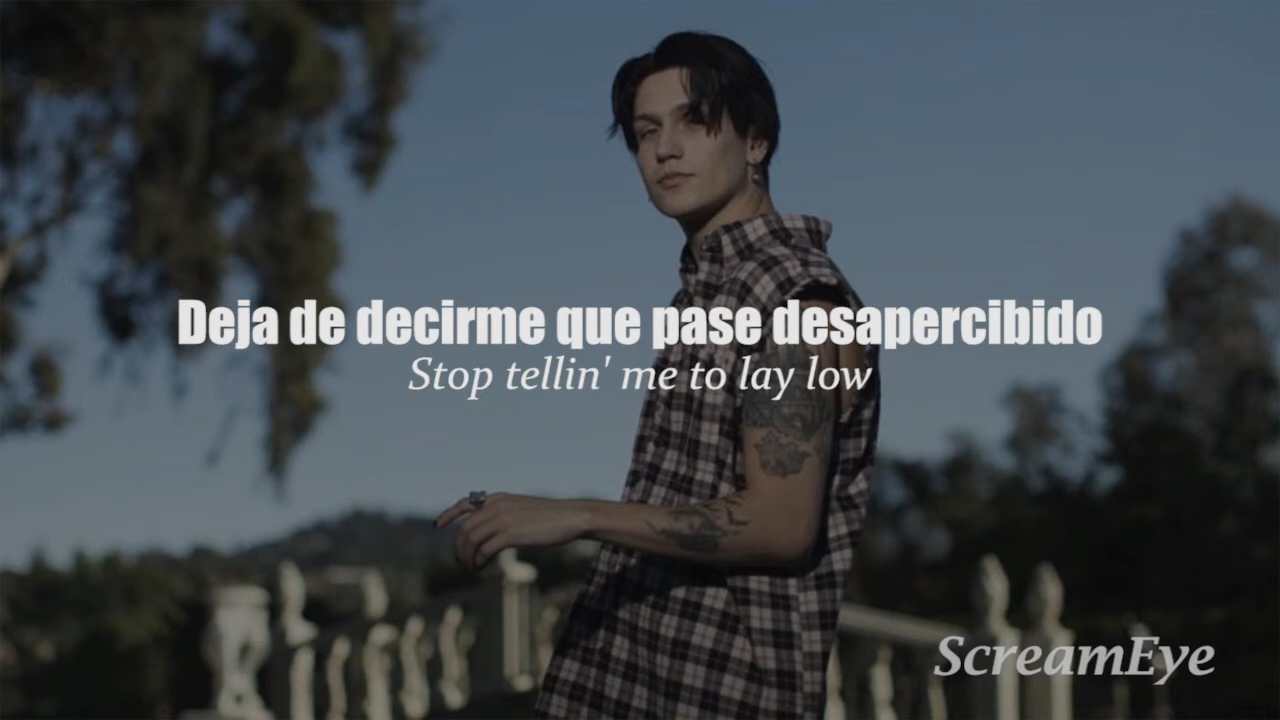 Deja de decirme que pase desapercibido
Stop tellin' me to lay low
ScreamEye